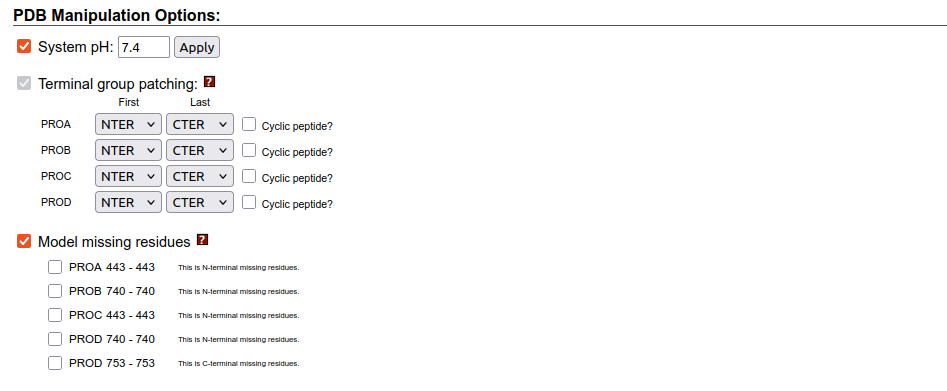 PDB Manipulation Options:
System pH: 7.4 Apply
Terminal group patching: ?
First Last
PROA NTER CTER Cyclic peptide?
PROB NTER CTER Cyclic peptide?
PROC NTER CTER Cyclic peptide?
PROD NTER CTER Cyclic peptide?
Model missing residues ?
PROA 443 - 443 This is N-terminal missing residues.
PROB 740 - 740 This is N-terminal missing residues.
PROC 443 - 443 This is N-terminal missing residues.
PROD 740 - 740 This is N-terminal missing residues.
PROD 753 - 753 This is C-terminal missing residues.